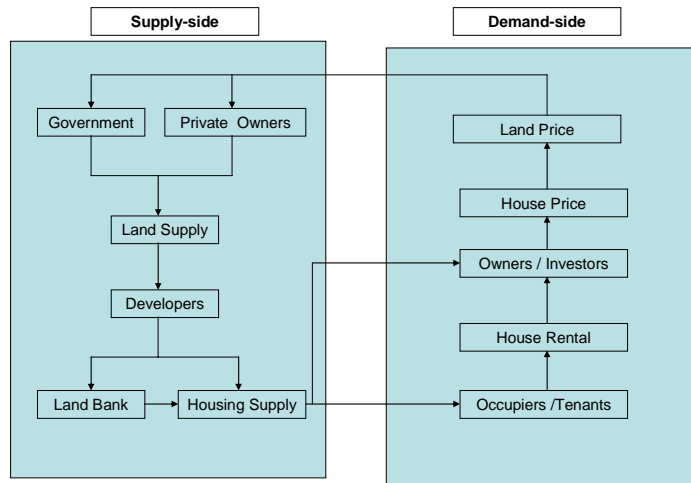 Supply-side
Demand-side
Government
Private Owners
Land Supply
Developers
Land Bank
Housing Supply
Land Price
House Price
Owners / Investors
House Rental
Occupiers /Tenants